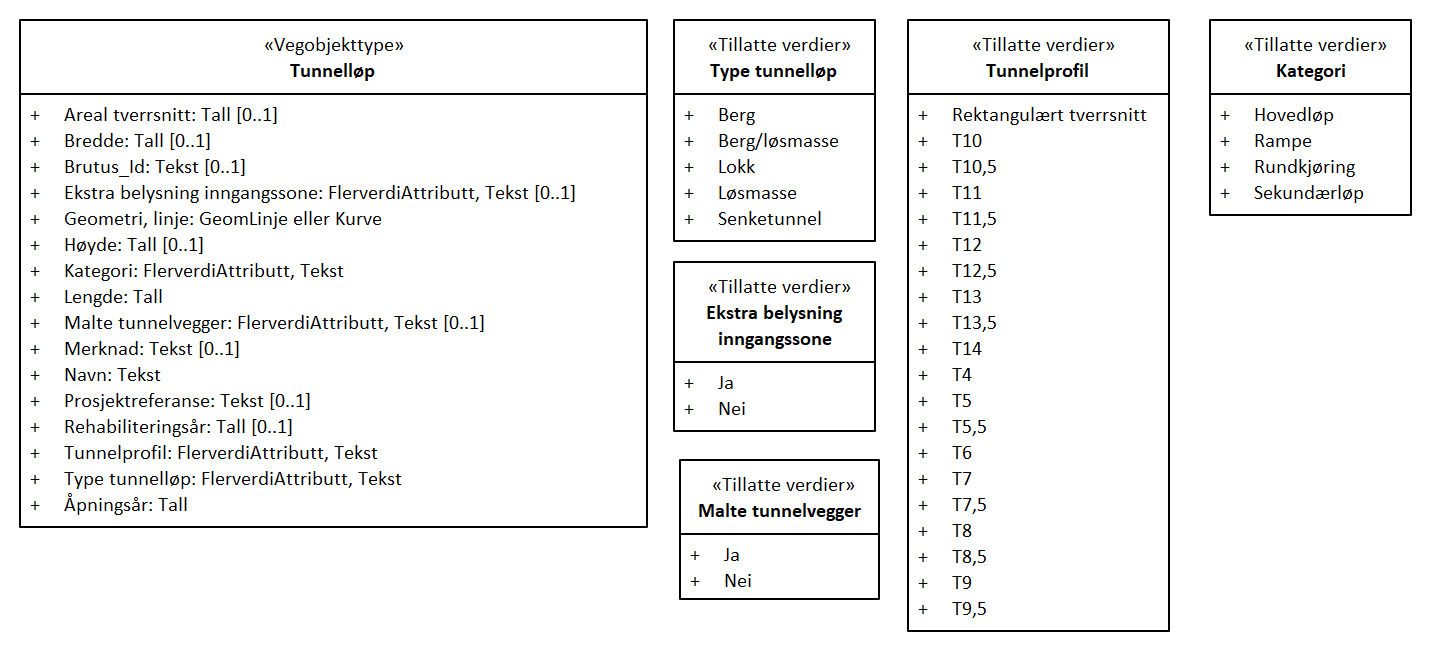 «Vegobjekttype»
Tunnelløp
+ Areal tverrsnitt: Tall [0..1]
+ Bredde: Tall [0..1]
+ Brutus_Id: Tekst [0..1]
+ Ekstra belysning inngangssone: FlerverdiAttributt, Tekst [0..1]
+ Geometri, linje: GeomLinje eller Kurve
+ Høyde: Tall [0..1]
+ Kategori: FlerverdiAttributt, Tekst
+ Lengde: Tall
+ Malte tunnelvegger: FlerverdiAttributt, Tekst [0..1]
+ Merknad: Tekst [0..1]
+ Navn: Tekst
+ Prosjektreferanse: Tekst [0..1]
+ Rehabiliteringsår: Tall [0..1]
+ Tunnelprofil: FlerverdiAttributt, Tekst
+ Type tunnelløp: FlerverdiAttributt, Tekst
+ Åpningsår: Tall
«Tillatte verdier»
Type tunnelløp
+ Berg
+ Berg/løsmasse
+ Lokk
+ Løsmasse
+ Senketunnel
«Tillatte verdier»
Ekstra belysning
inngangssone
+ Ja
+ Nei
«Tillatte verdier»
Malte tunnelvegger
+ Ja
+ Nei
«Tillatte verdier»
Tunnelprofil
+ Rektangulært tverrsnitt
+ T10
+ T10,5
+ T11
+ T11,5
+ T12
+ T12,5
+ T13
+ T13,5
+ T14
+ T4
+ T5
+ T5,5
+ T6
+ T7
+ T7,5
+ T8
+ T8,5
+ T9
+ T9,5
«Tillatte verdier»
Kategori
+ Hovedløp
+ Rampe
+ Rundkjøring
+ Sekundærløp